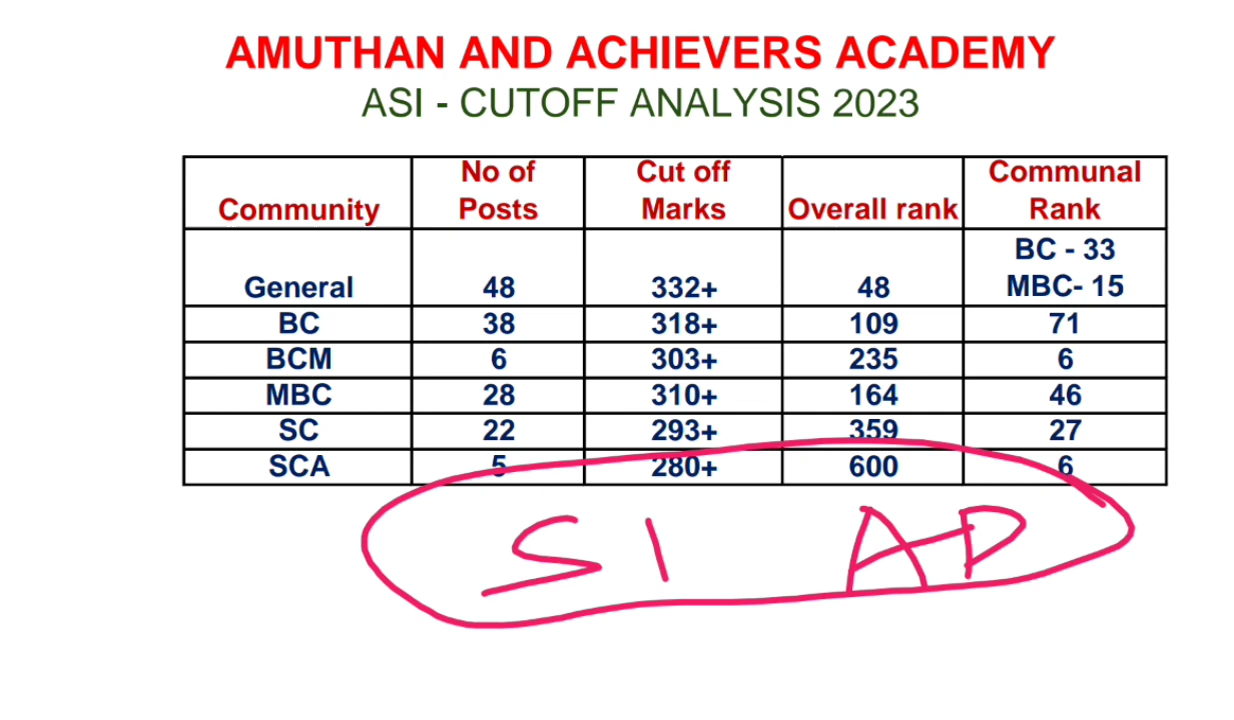 AMUTHAN AND ACHIEVERS ACADEMY
ASI - CUTOFF ANALYSIS 2023
Community No of Posts Cut off Marks Overall rank Communal Rank
General 48 332+ 48 BC - 33 MBC- 15
BC 38 318+ 109 71
BCM 6 303+ 235 6
MBC 28 310+ 164 46
SC 22 293+ 359 27
SCA 5 280+ 600 6
SI AP